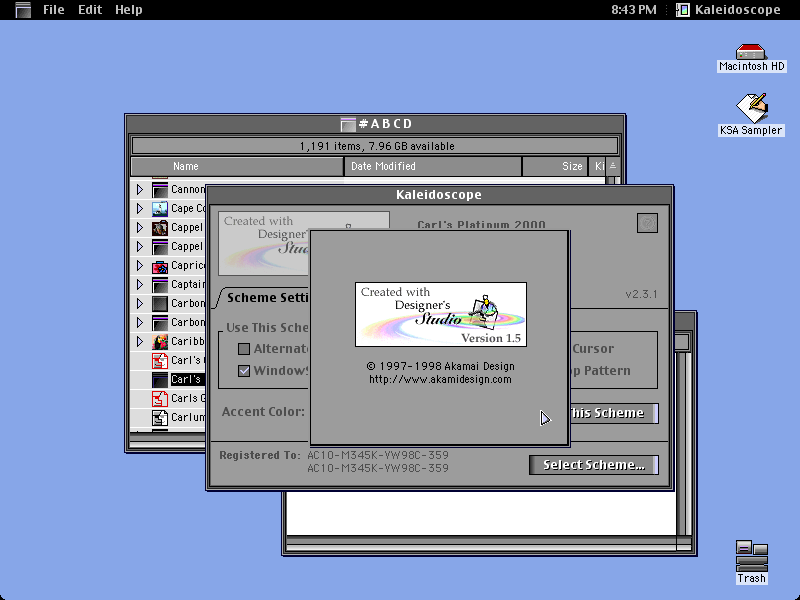 File Edit Help
8:43 PM Kaleidoscope
Macintosh HD
KSA Sampler
#ABCD
1,191 items, 7.96 GB available
Name Date Modified Size Ki
Cannon
Cape Co
Cappel
Cappel
Capric
Captain
Carbon
Carbon
Caribb
Carl's
Carl's
Carls G
Carlum
Kaleidoscope
Created with
Designer's
Stu
Carl's Platinum 2000
v2.3.1
Scheme Setti
Use This Sche
Alternat
Window
Cursor
p Pattern
Accent Color:
his Scheme
Registered To: AC10-M345K-YW98C-359
AC10-M345K-YW98C-359
Select Scheme...
Created with
Designer's
Studio
Version 1.5
© 1997-1998 Akamai Design
http://www.akamidesign.com
Trash